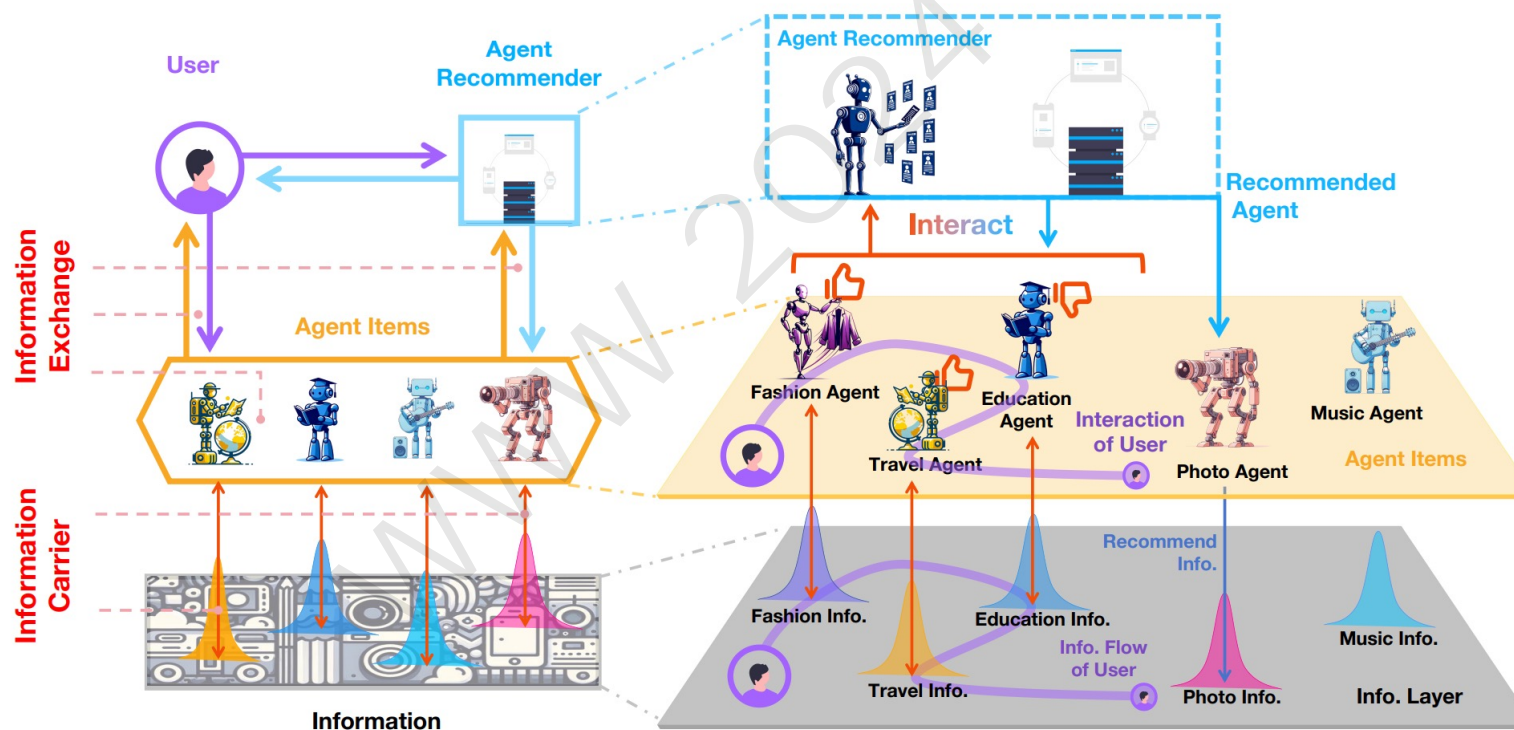 User
Agent
Recommender
Information
Exchange
Agent Items
Information
Carrier
Information
Agent Recommender
Recommended
Agent
Interact
Fashion Agent
Education
Agent
Travel Agent
Interaction
of User
Photo Agent
Music Agent
Agent Items
Recommend
Info.
Fashion Info.
Education Info.
Travel Info.
Info. Flow
of User
Photo Info.
Music Info.
Info. Layer
WWW 2024